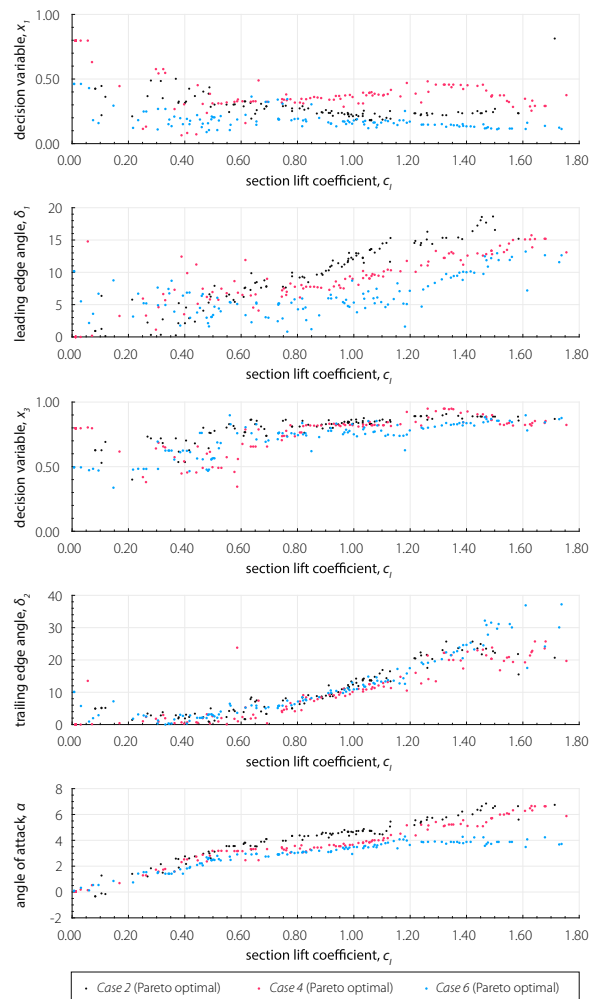 1.00
0.50
0.00
decision variable, x₁
0.00 0.20 0.40 0.60 0.80 1.00 1.20 1.40 1.60 1.80
section lift coefficient, cₗ
20
15
10
5
0
leading edge angle, δ₁
0.00 0.20 0.40 0.60 0.80 1.00 1.20 1.40 1.60 1.80
section lift coefficient, cₗ
1.00
0.50
0.00
decision variable, x₃
0.00 0.20 0.40 0.60 0.80 1.00 1.20 1.40 1.60 1.80
section lift coefficient, cₗ
40
30
20
10
0
trailing edge angle, δ₂
0.00 0.20 0.40 0.60 0.80 1.00 1.20 1.40 1.60 1.80
section lift coefficient, cₗ
8
6
4
2
0
-2
angle of attack, α
0.00 0.20 0.40 0.60 0.80 1.00 1.20 1.40 1.60 1.80
section lift coefficient, cₗ
Case 2 (Pareto optimal) Case 4 (Pareto optimal) Case 6 (Pareto optimal)